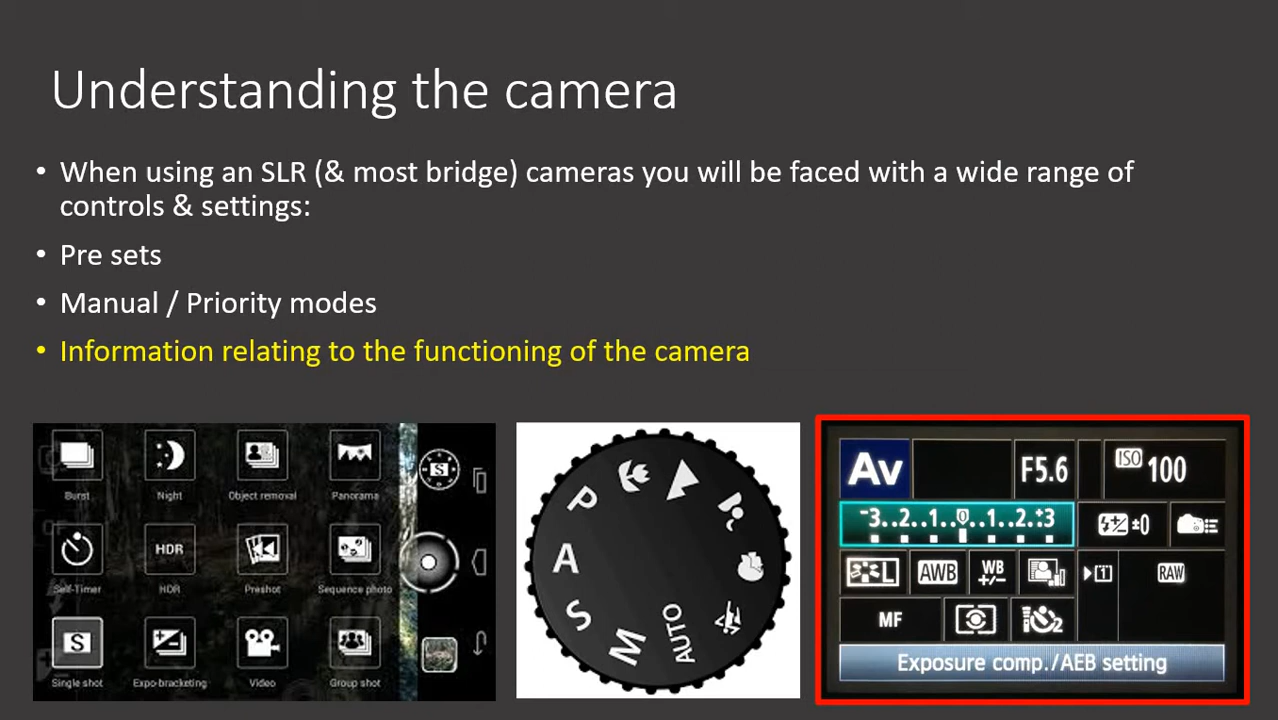 Understanding the camera
• When using an SLR (& most bridge) cameras you will be faced with a wide range of
controls & settings:
• Pre sets
• Manual / Priority modes
• Information relating to the functioning of the camera
Burst
Night
Object removal
Panorama
S
HDR
Self-Timer
HDR
Preshot
Sequence photo
S
Single shot
Expo-bracketing
Video
Group shot
P
A
S
M
AUTO
Av
F5.6
ISO 100
-3..2..1..0..1..2.+3
±0
L
AWB
WB
+/-
1
RAW
MF
2
Exposure comp./AEB setting